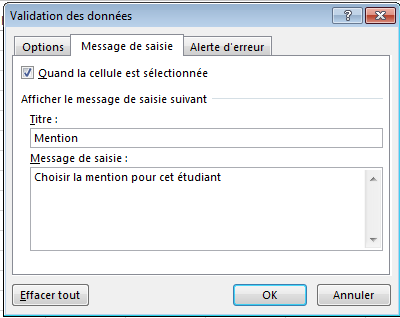 Validation des données
Options Message de saisie Alerte d'erreur
Quand la cellule est sélectionnée
Afficher le message de saisie suivant
Titre :
Mention
Message de saisie :
Choisir la mention pour cet étudiant
Effacer tout OK Annuler